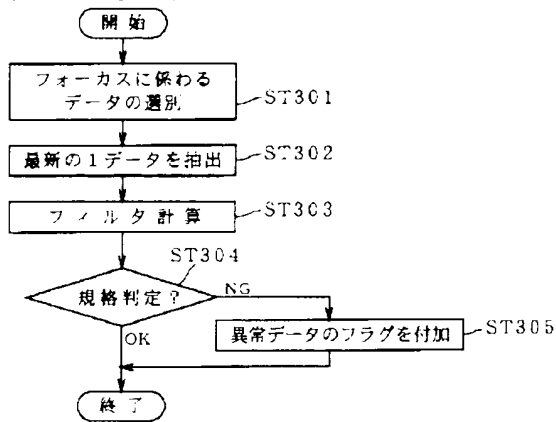 開始
フォーカスに係わる
データの選別
ST301
最新の1データを抽出
ST302
フィルタ計算
ST303
ST304
規格判定?
NG
OK
異常データのフラグを付加
ST305
終了